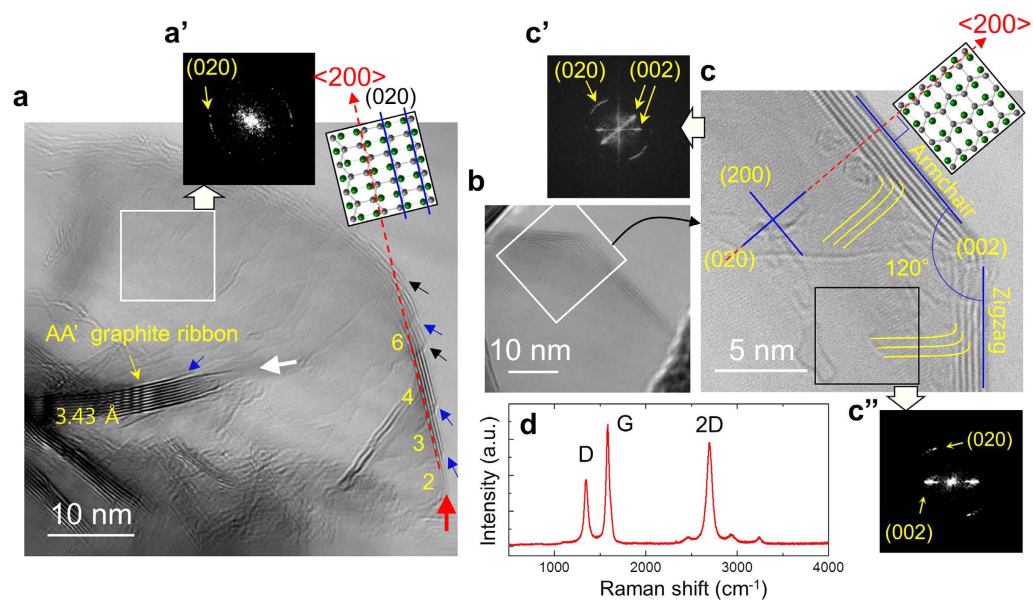 a
a’
(020)
<200>
(020)
AA’ graphite ribbon
3.43 Å
6
4
3
2
10 nm
b
10 nm
c’
(020)
(002)
c
<200>
Armchair
(200)
(020)
(002)
120°
Zigzag
5 nm
c”
(020)
(002)
d
D
G
2D
Intensity (a.u.)
1000
2000
3000
4000
Raman shift (cm⁻¹)